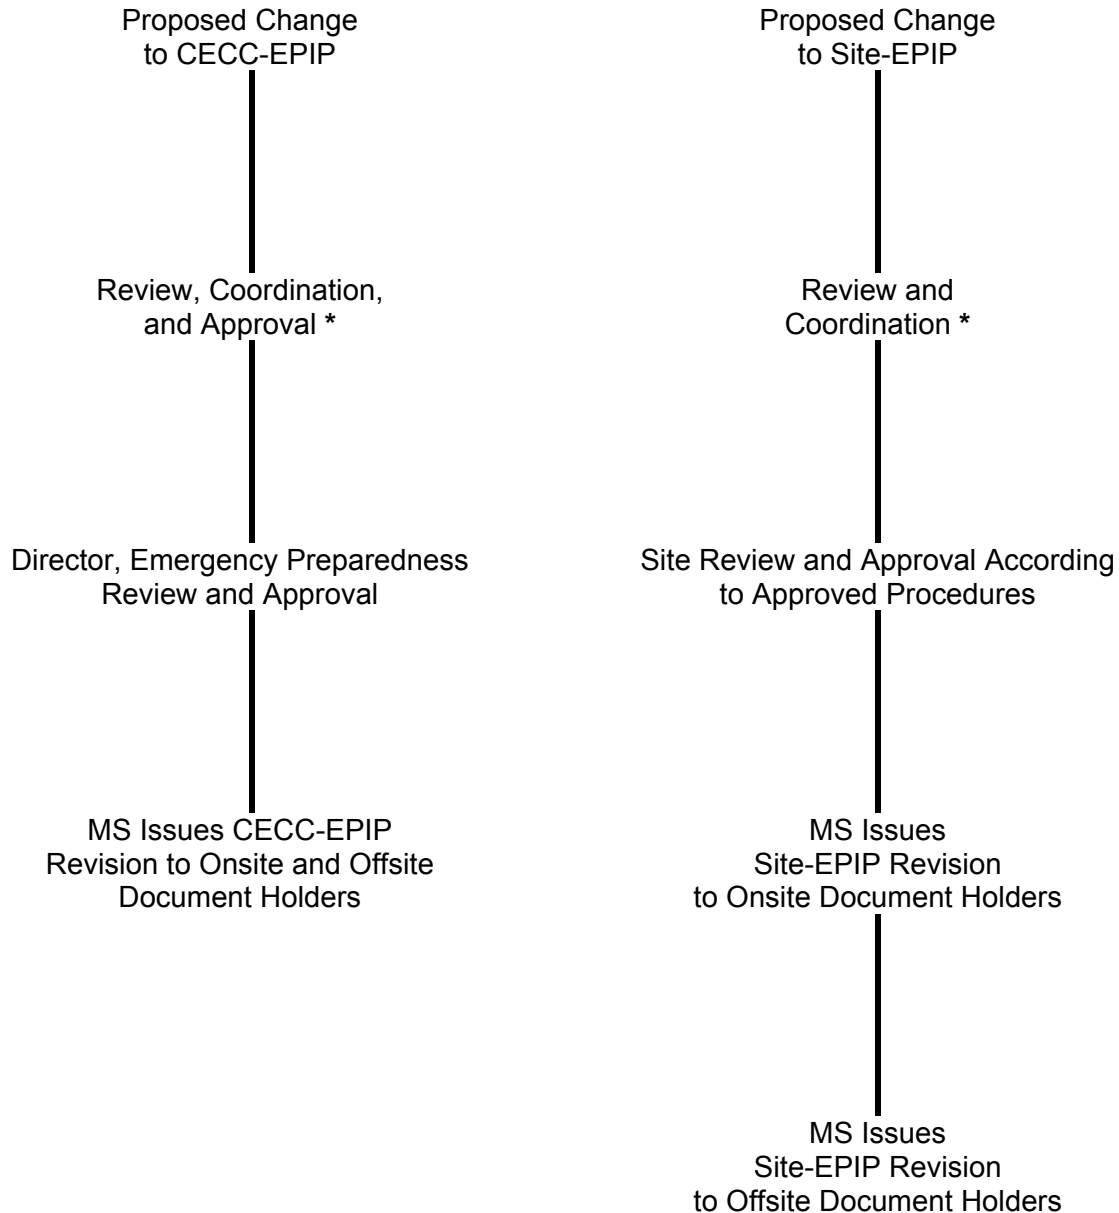 Proposed Change
to CECC-EPIP
Review, Coordination,
and Approval *
Director, Emergency Preparedness
Review and Approval
MS Issues CECC-EPIP
Revision to Onsite and Offsite
Document Holders
Proposed Change
to Site-EPIP
Review and
Coordination *
Site Review and Approval According
to Approved Procedures
MS Issues
Site-EPIP Revision
to Onsite Document Holders
MS Issues
Site-EPIP Revision
to Offsite Document Holders